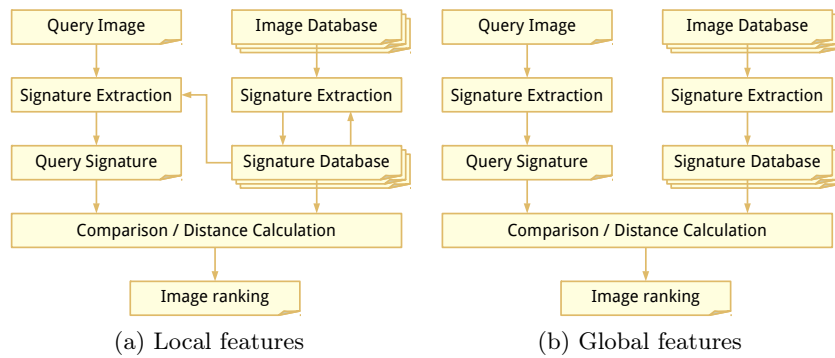 Query Image
Image Database
Signature Extraction
Signature Extraction
Query Signature
Signature Database
Comparison / Distance Calculation
Image ranking
(a) Local features
Query Image
Image Database
Signature Extraction
Signature Extraction
Query Signature
Signature Database
Comparison / Distance Calculation
Image ranking
(b) Global features